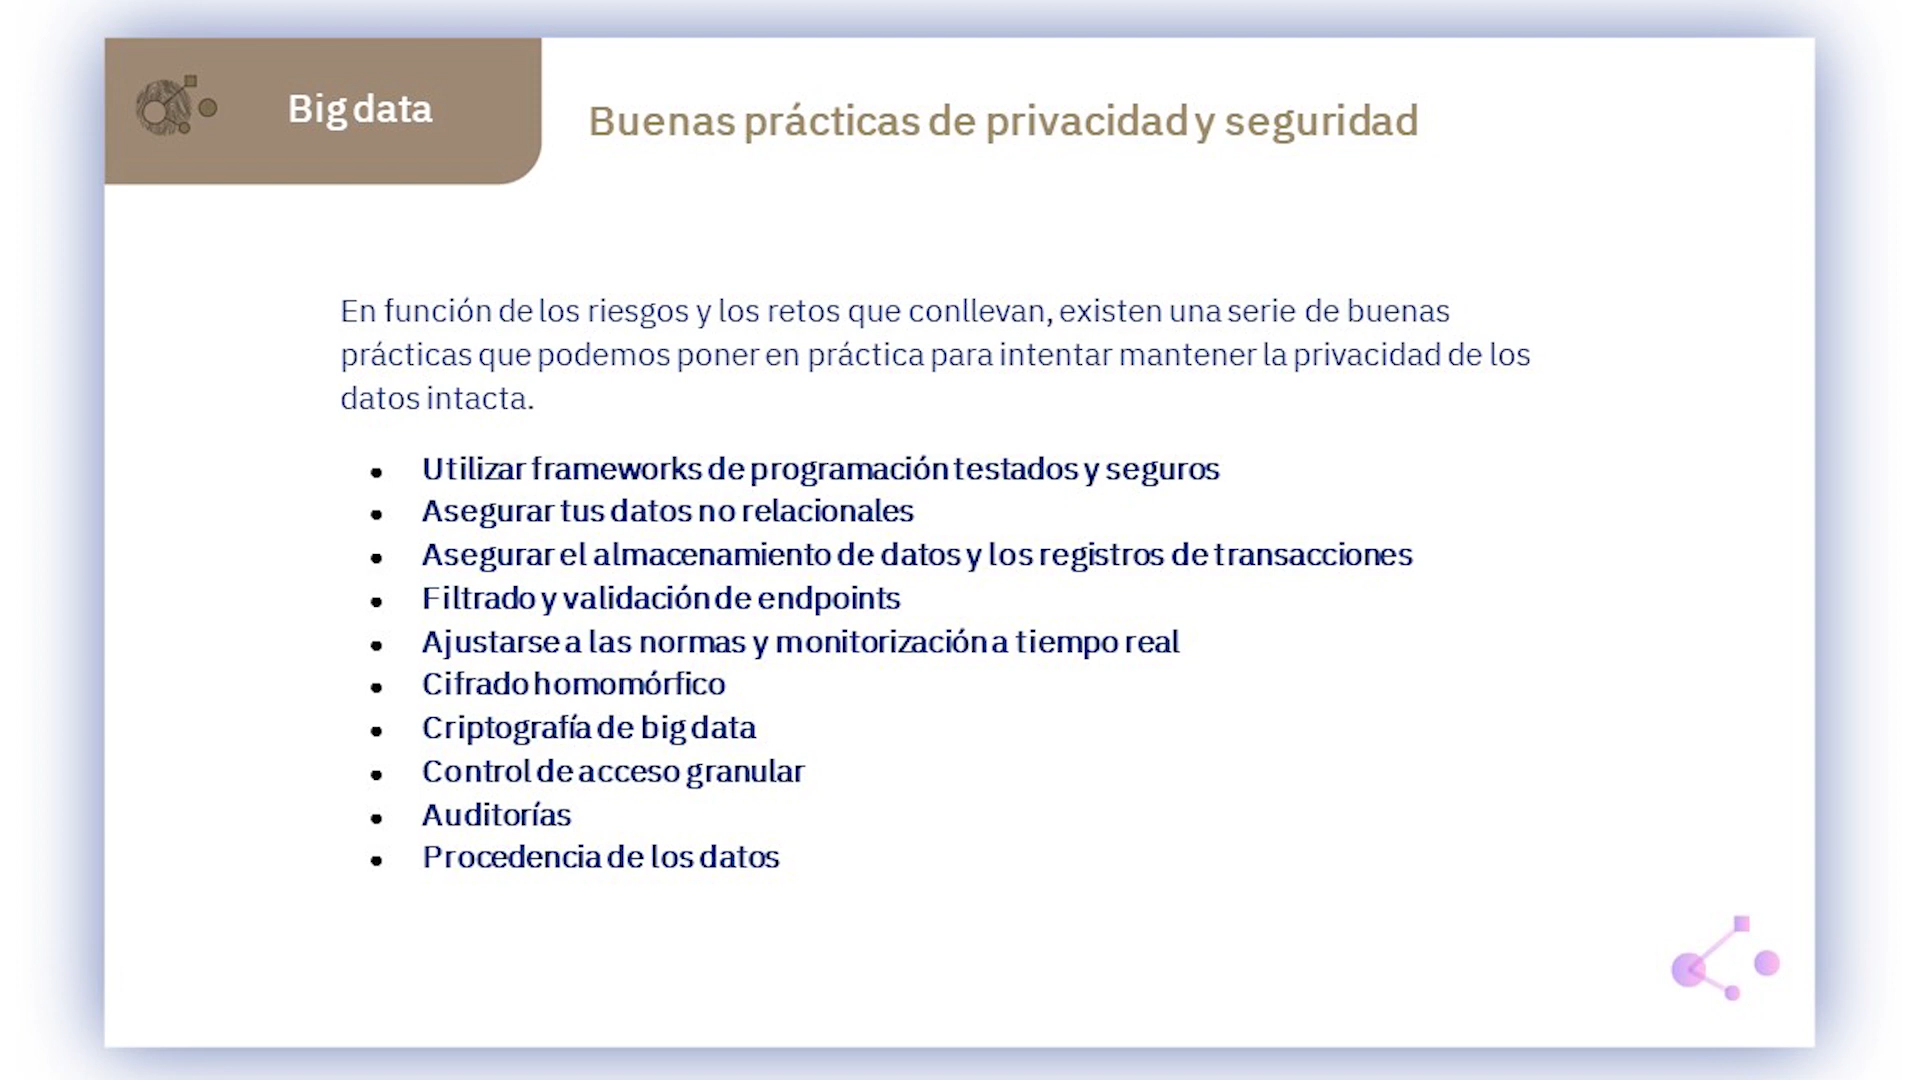 Big data
Buenas prácticas de privacidad y seguridad
En función de los riesgos y los retos que conllevan, existen una serie de buenas
prácticas que podemos poner en práctica para intentar mantener la privacidad de los
datos intacta.
• Utilizar frameworks de programación testados y seguros
• Asegurar tus datos no relacionales
• Asegurar el almacenamiento de datos y los registros de transacciones
• Filtrado y validación de endpoints
• Ajustarse a las normas y monitorización a tiempo real
• Cifrado homomórfico
• Criptografía de big data
• Control de acceso granular
• Auditorías
• Procedencia de los datos